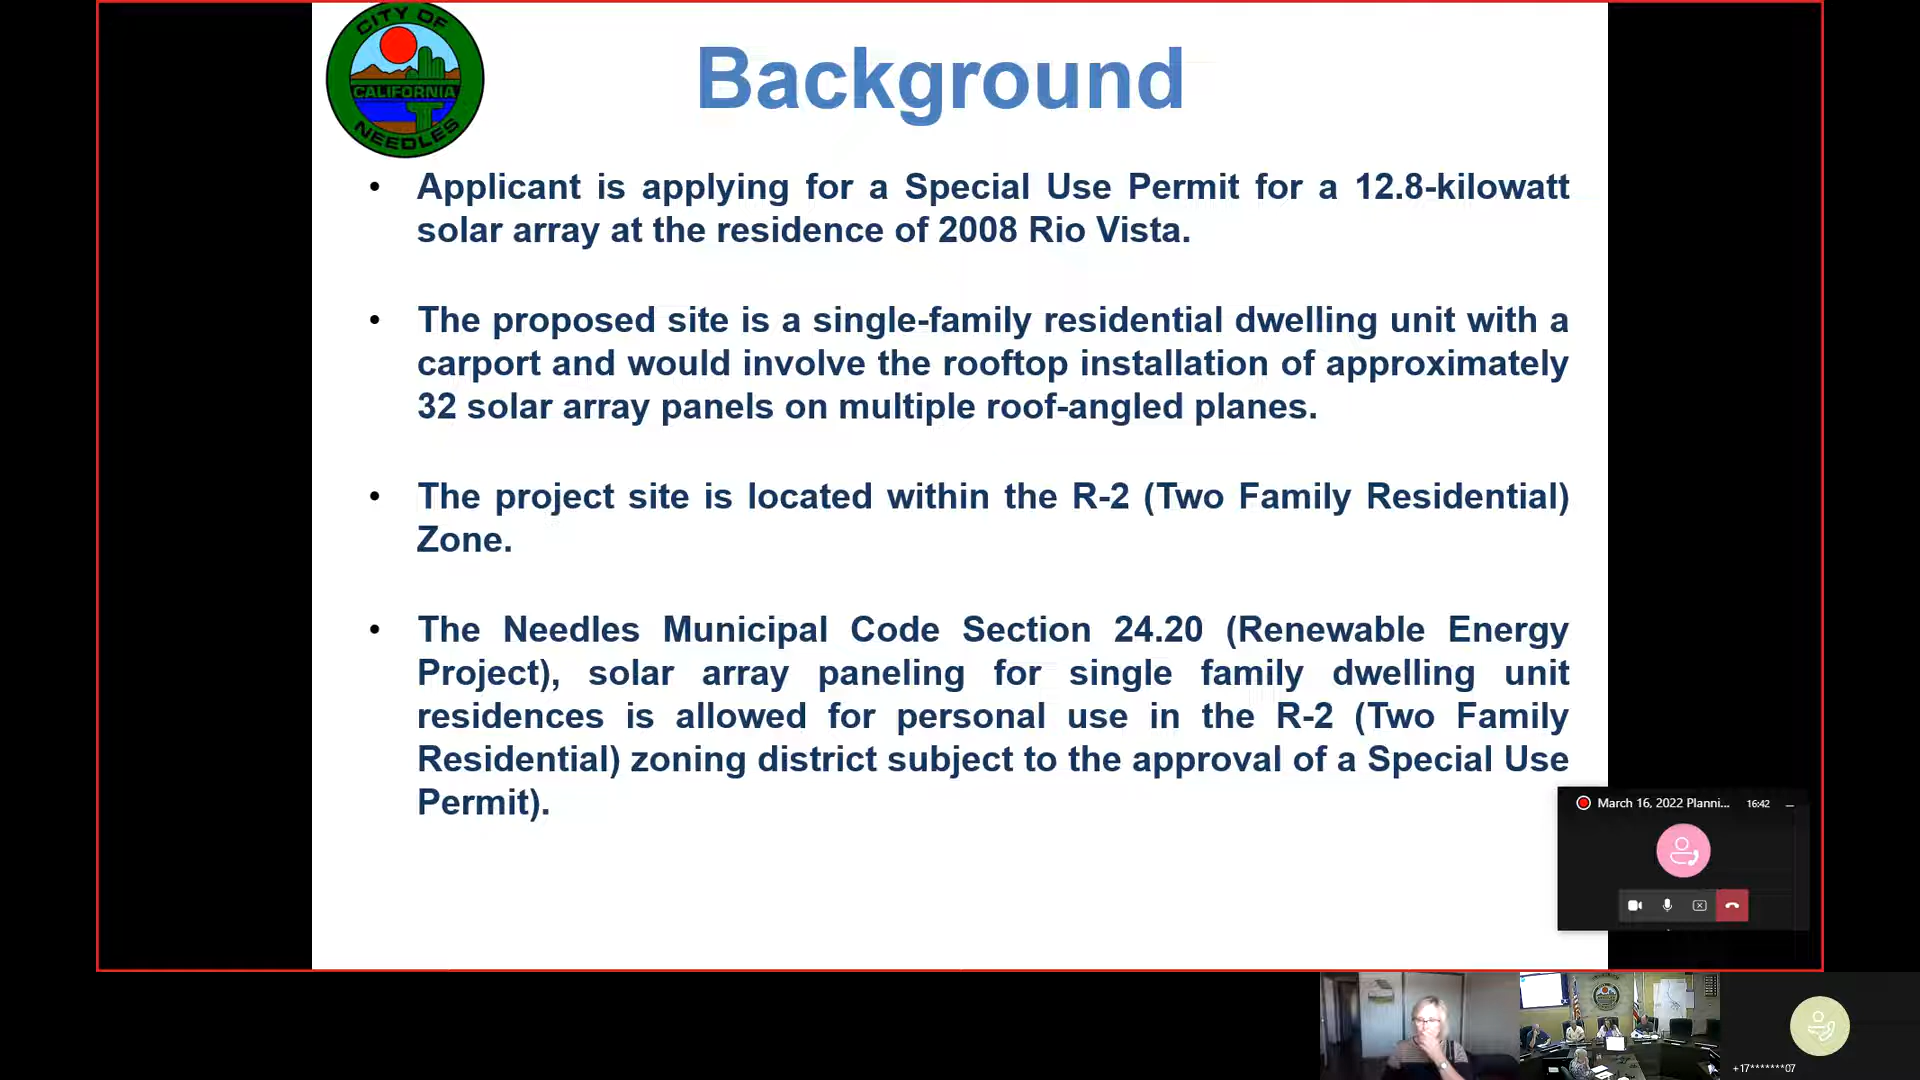 CITY OF
CALIFORNIA
NEEDLES
Background
• Applicant is applying for a Special Use Permit for a 12.8-kilowatt
solar array at the residence of 2008 Rio Vista.
• The proposed site is a single-family residential dwelling unit with a
carport and would involve the rooftop installation of approximately
32 solar array panels on multiple roof-angled planes.
• The project site is located within the R-2 (Two Family Residential)
Zone.
• The Needles Municipal Code Section 24.20 (Renewable Energy
Project), solar array paneling for single family dwelling unit
residences is allowed for personal use in the R-2 (Two Family
Residential) zoning district subject to the approval of a Special Use
Permit).
March 16, 2022 Planni... 16:42
+17*******07